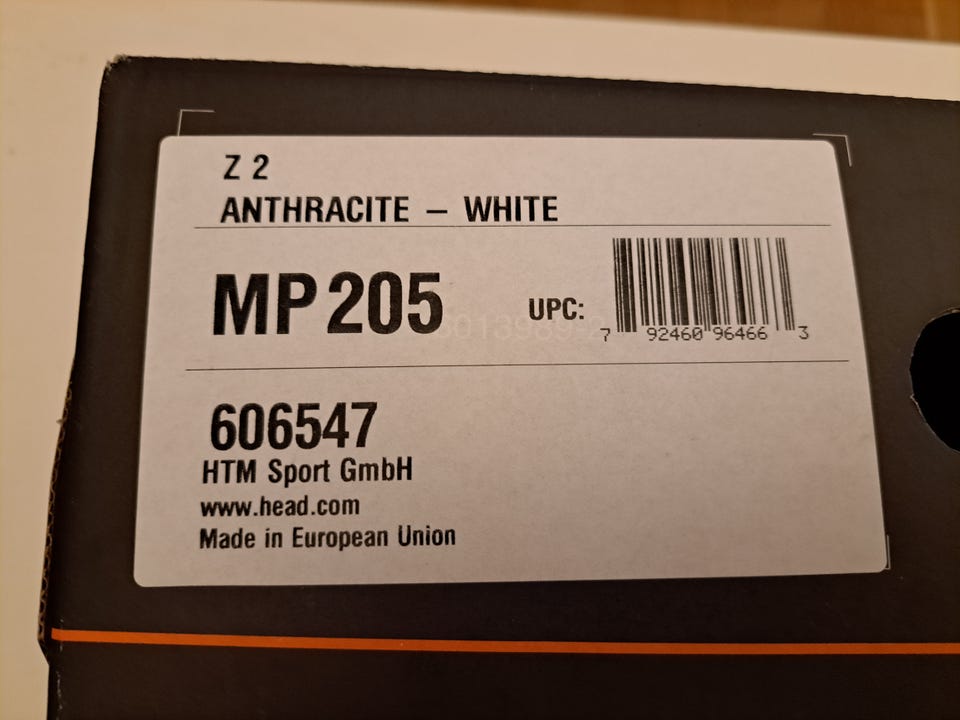 Z 2
ANTHRACITE – WHITE
MP 205
UPC:
7 92460 96466 3
606547
HTM Sport GmbH
www.head.com
Made in European Union